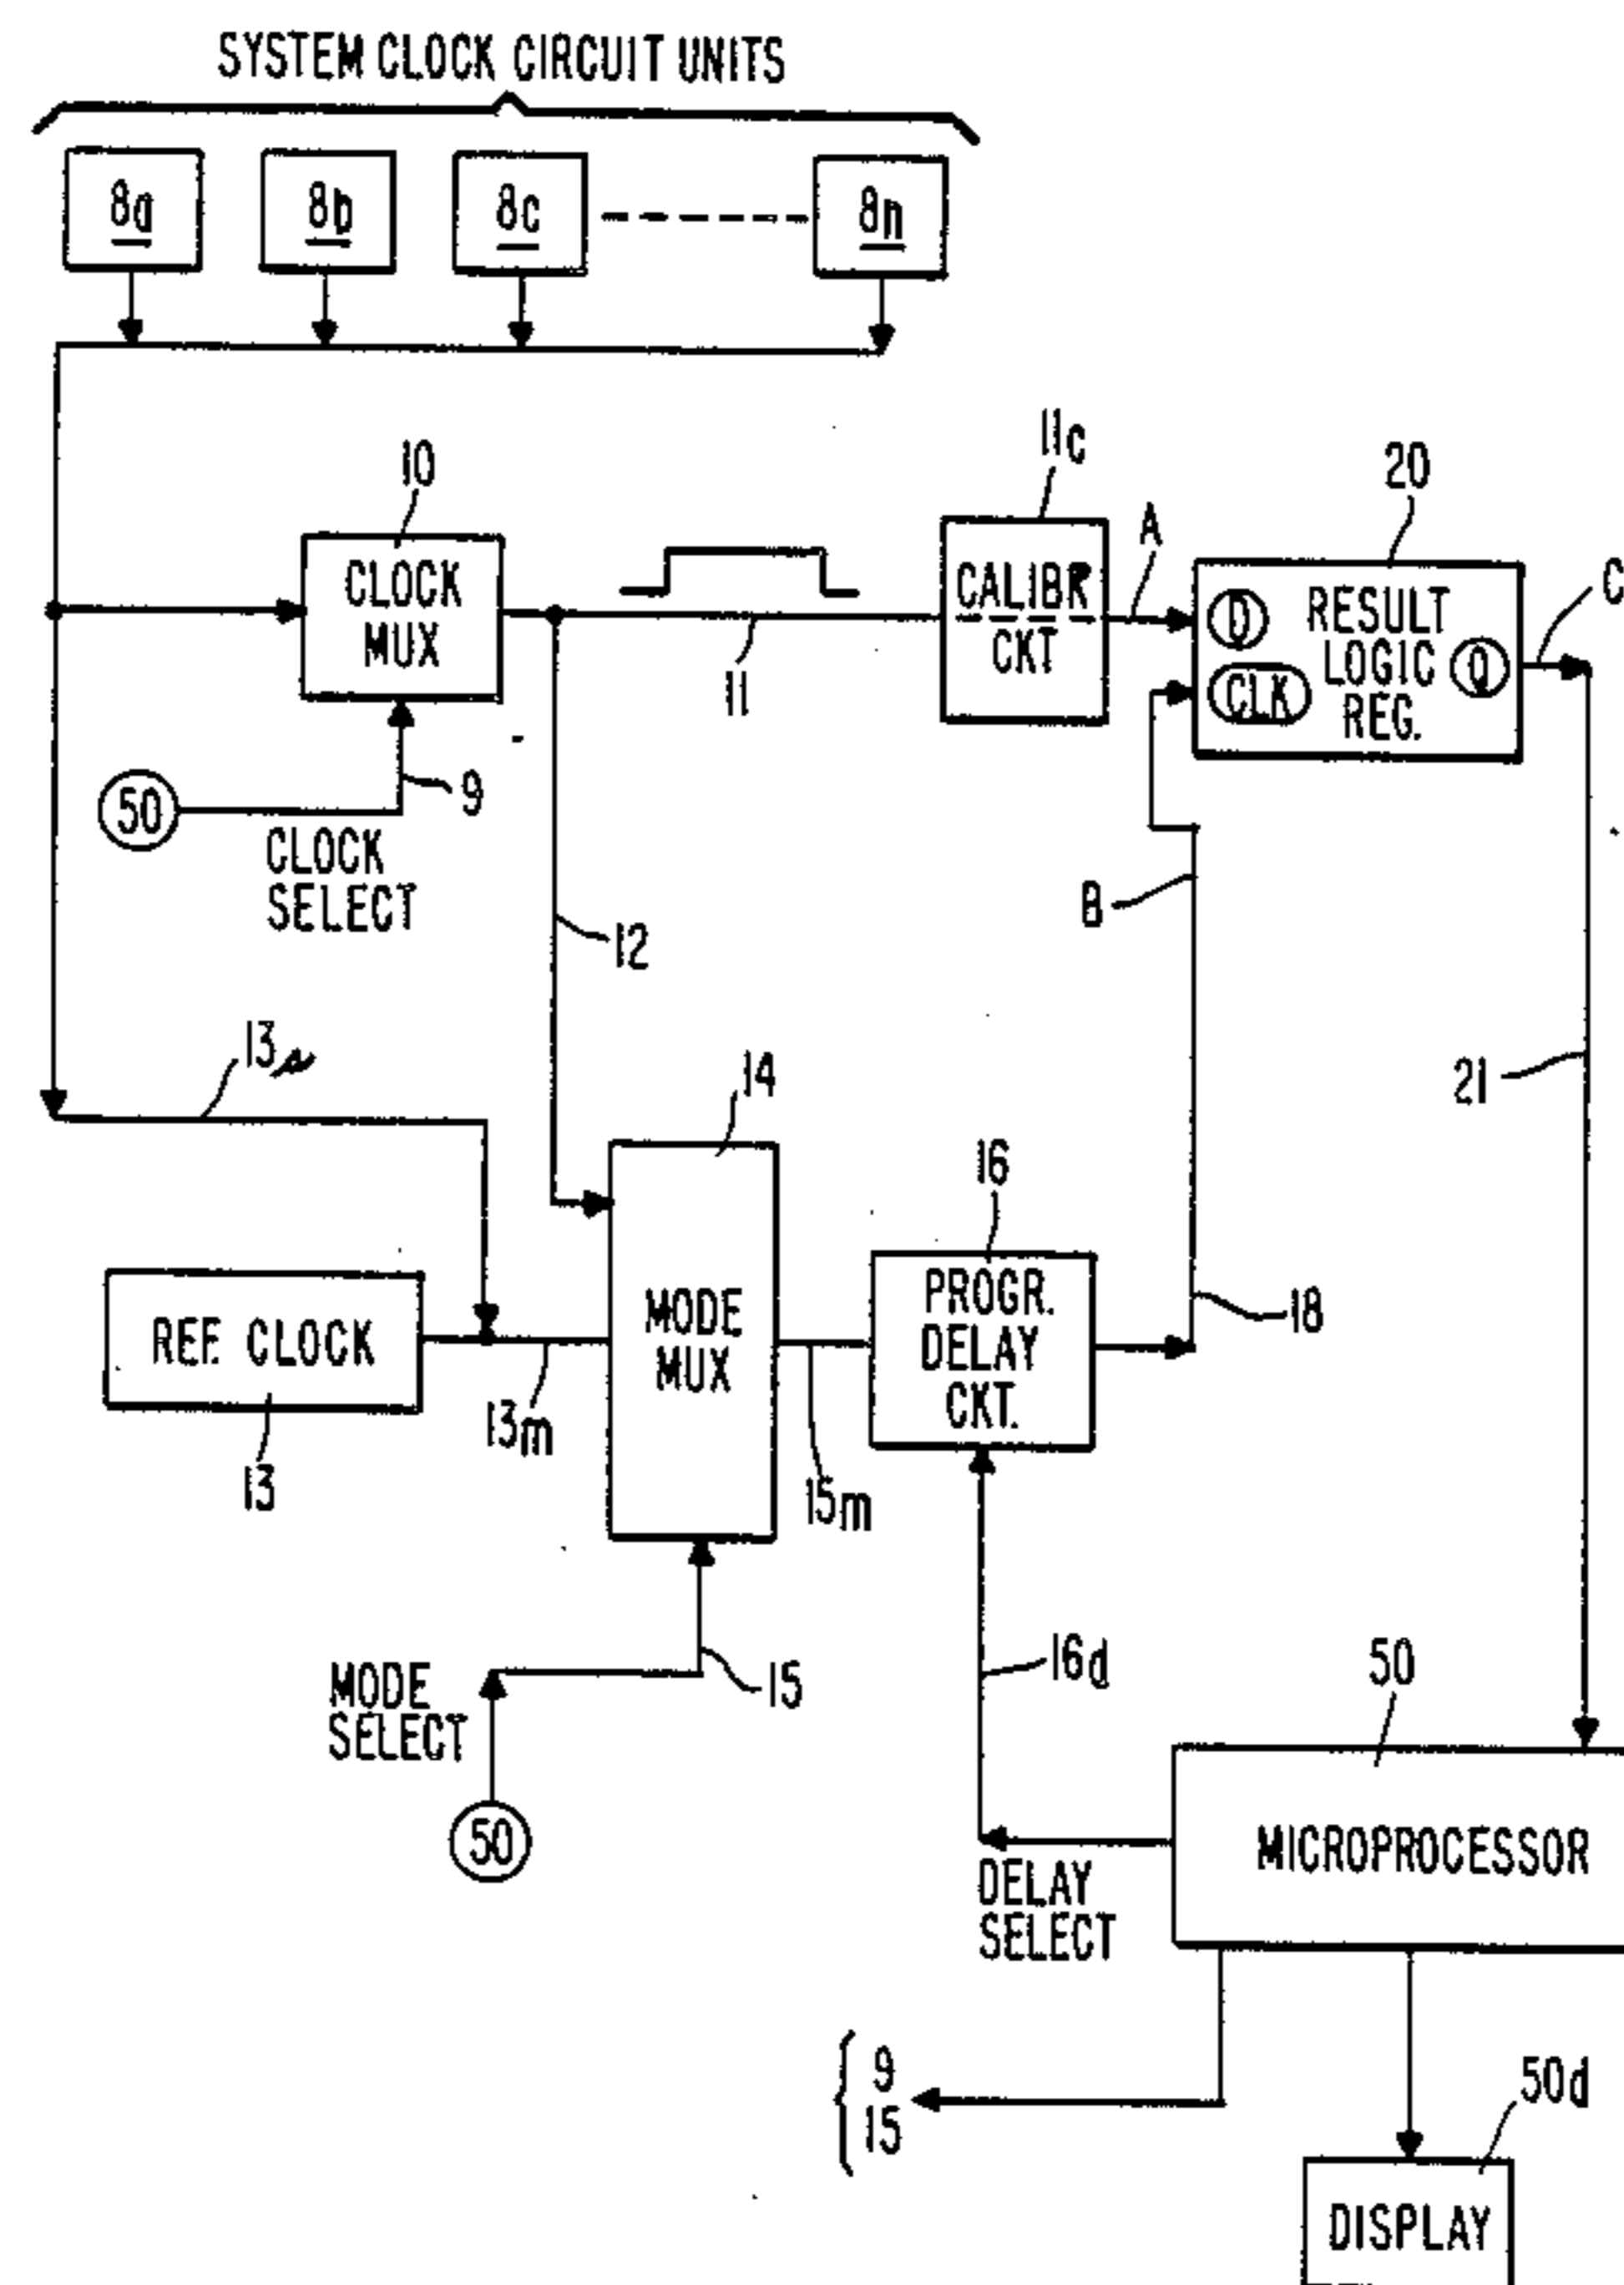 SYSTEM CLOCK CIRCUIT UNITS
8a
8b
8c
8n
10
CLOCK
MUX
11
11c
CALIBR
CKT
A
20
D
CLK
RESULT
LOGIC
REG.
Q
C
50
9
CLOCK
SELECT
12
B
21
13
14
MODE
MUX
REF. CLOCK
13
13m
15m
16
PROGR.
DELAY
CKT.
18
MODE
SELECT
15
50
16d
DELAY
SELECT
50
MICROPROCESSOR
9
15
50d
DISPLAY